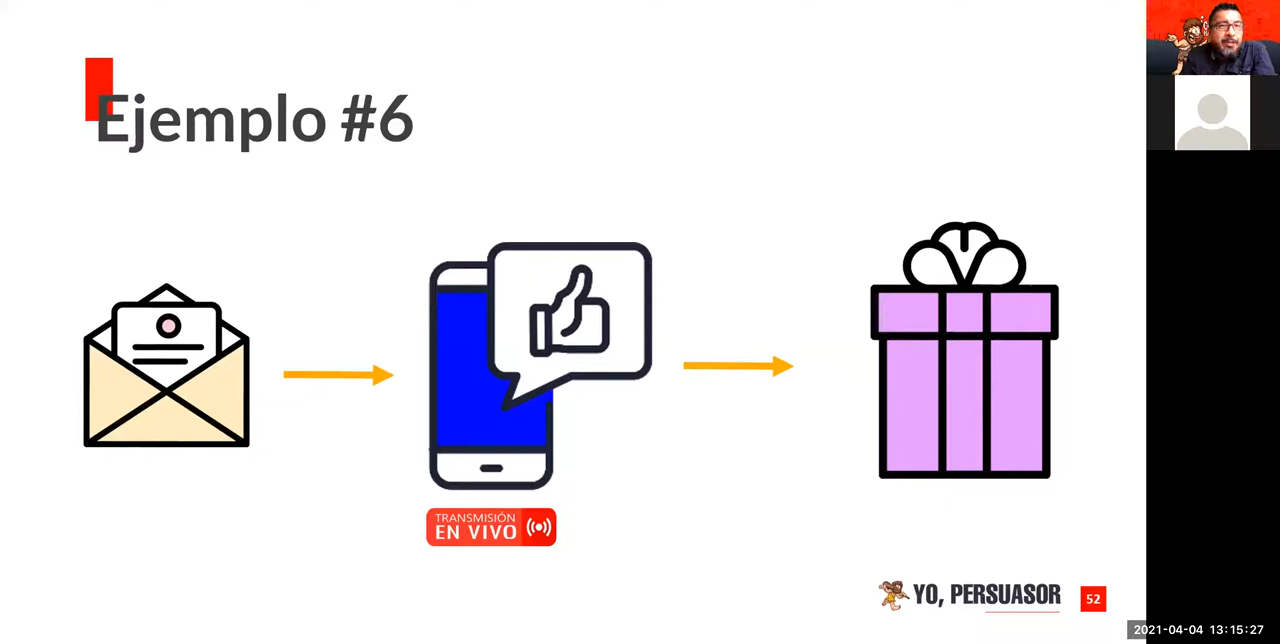 Ejemplo #6
TRANSMISIÓN
EN VIVO
YO, PERSUASOR
52
2021-04-04 13:15:27